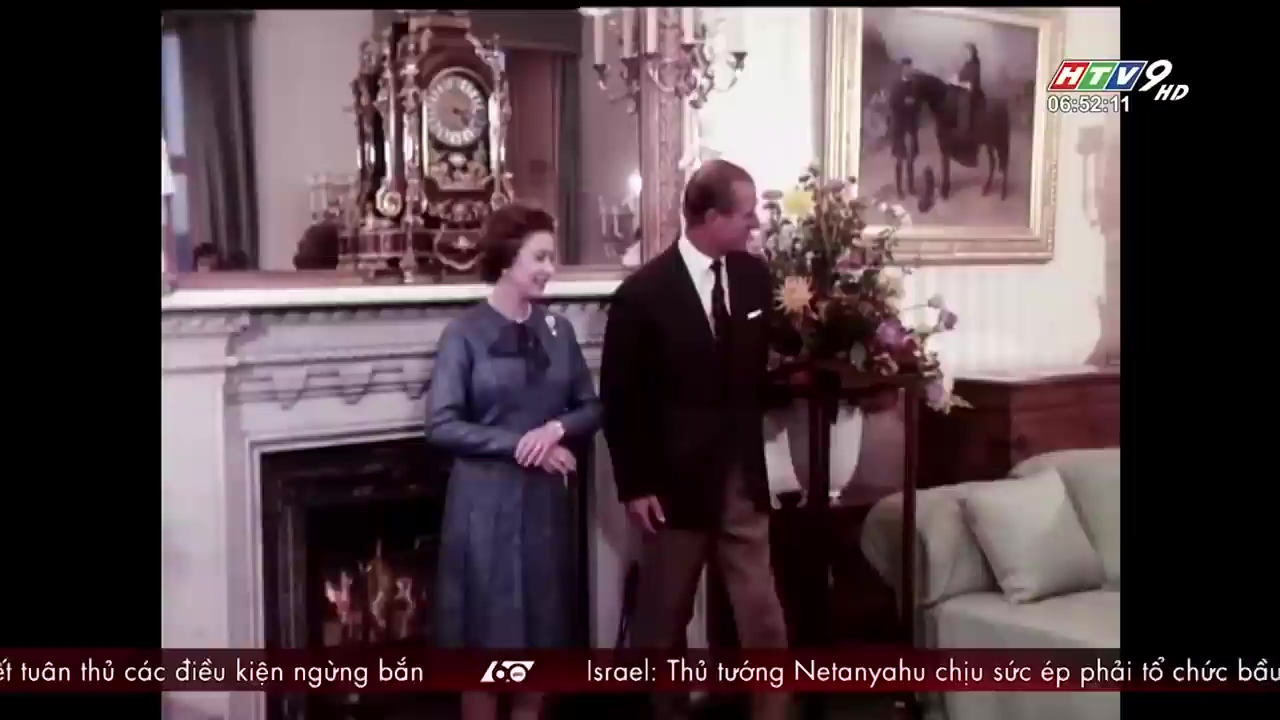 HTV9 HD
06:52:11
ết tuân thủ các điều kiện ngừng bắn 60 Israel: Thủ tướng Netanyahu chịu sức ép phải tổ chức bầu